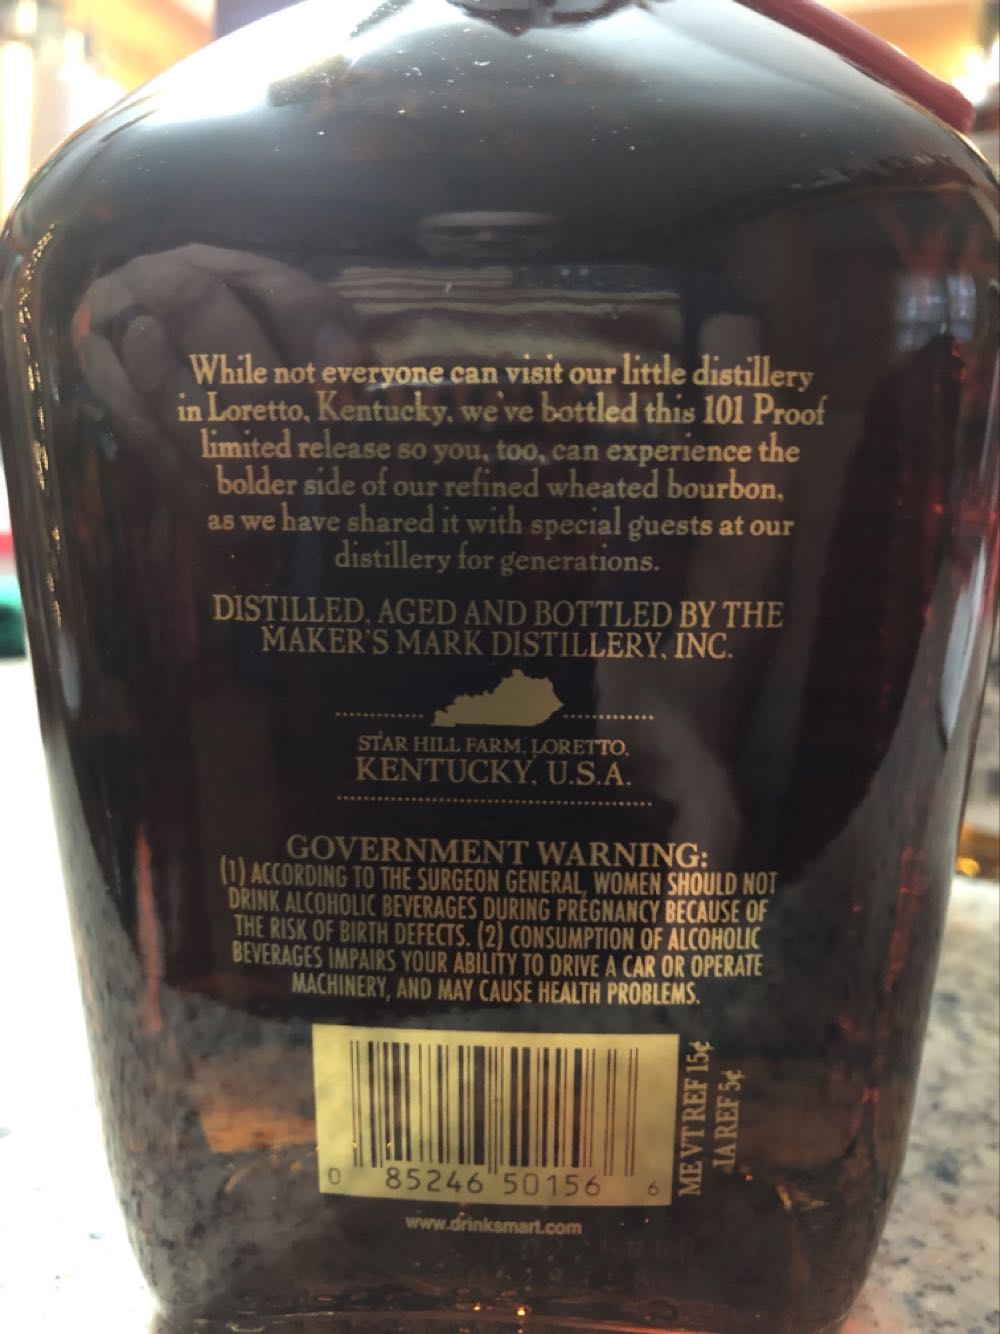 While not everyone can visit our little distillery
in Loretto, Kentucky, we've bottled this 101 Proof
limited release so you, too, can experience the
bolder side of our refined wheated bourbon,
as we have shared it with special guests at our
distillery for generations.
DISTILLED, AGED AND BOTTLED BY THE
MAKER'S MARK DISTILLERY, INC.
STAR HILL FARM, LORETTO,
KENTUCKY, U.S.A.
GOVERNMENT WARNING:
(1) ACCORDING TO THE SURGEON GENERAL, WOMEN SHOULD NOT
DRINK ALCOHOLIC BEVERAGES DURING PREGNANCY BECAUSE OF
THE RISK OF BIRTH DEFECTS. (2) CONSUMPTION OF ALCOHOLIC
BEVERAGES IMPAIRS YOUR ABILITY TO DRIVE A CAR OR OPERATE
MACHINERY, AND MAY CAUSE HEALTH PROBLEMS.
0 85246 50156 6
ME VT REF 15¢
IA REF 5¢
www.drinksmart.com